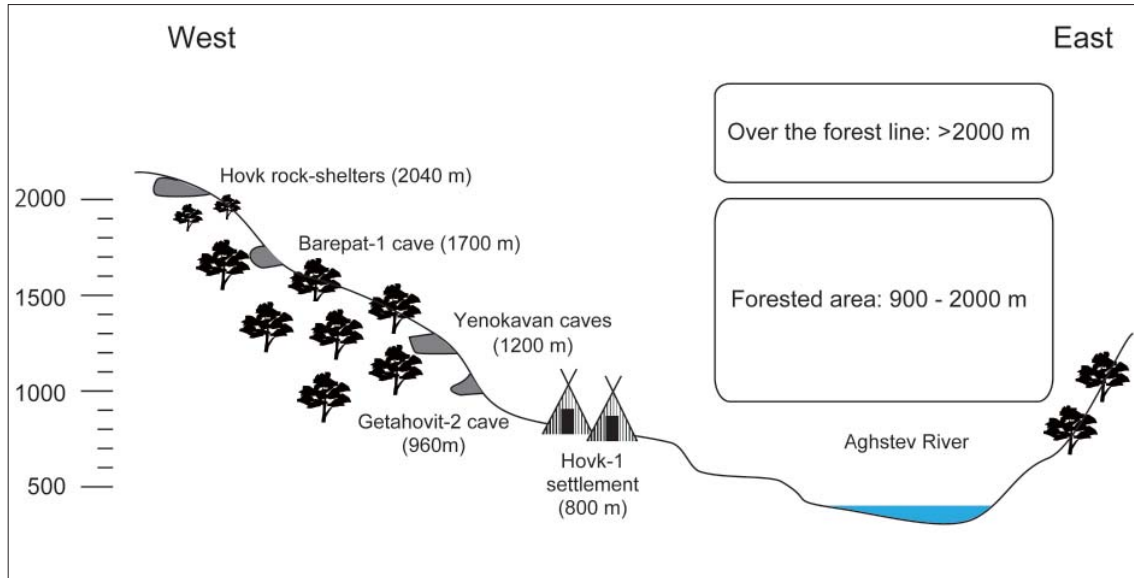 West
East
Over the forest line: >2000 m
Hovk rock-shelters (2040 m)
2000
Barepat-1 cave (1700 m)
1500
Forested area: 900 - 2000 m
Yenokavan caves
(1200 m)
1000
Getahovit-2 cave
(960m)
Aghstev River
Hovk-1
settlement
(800 m)
500